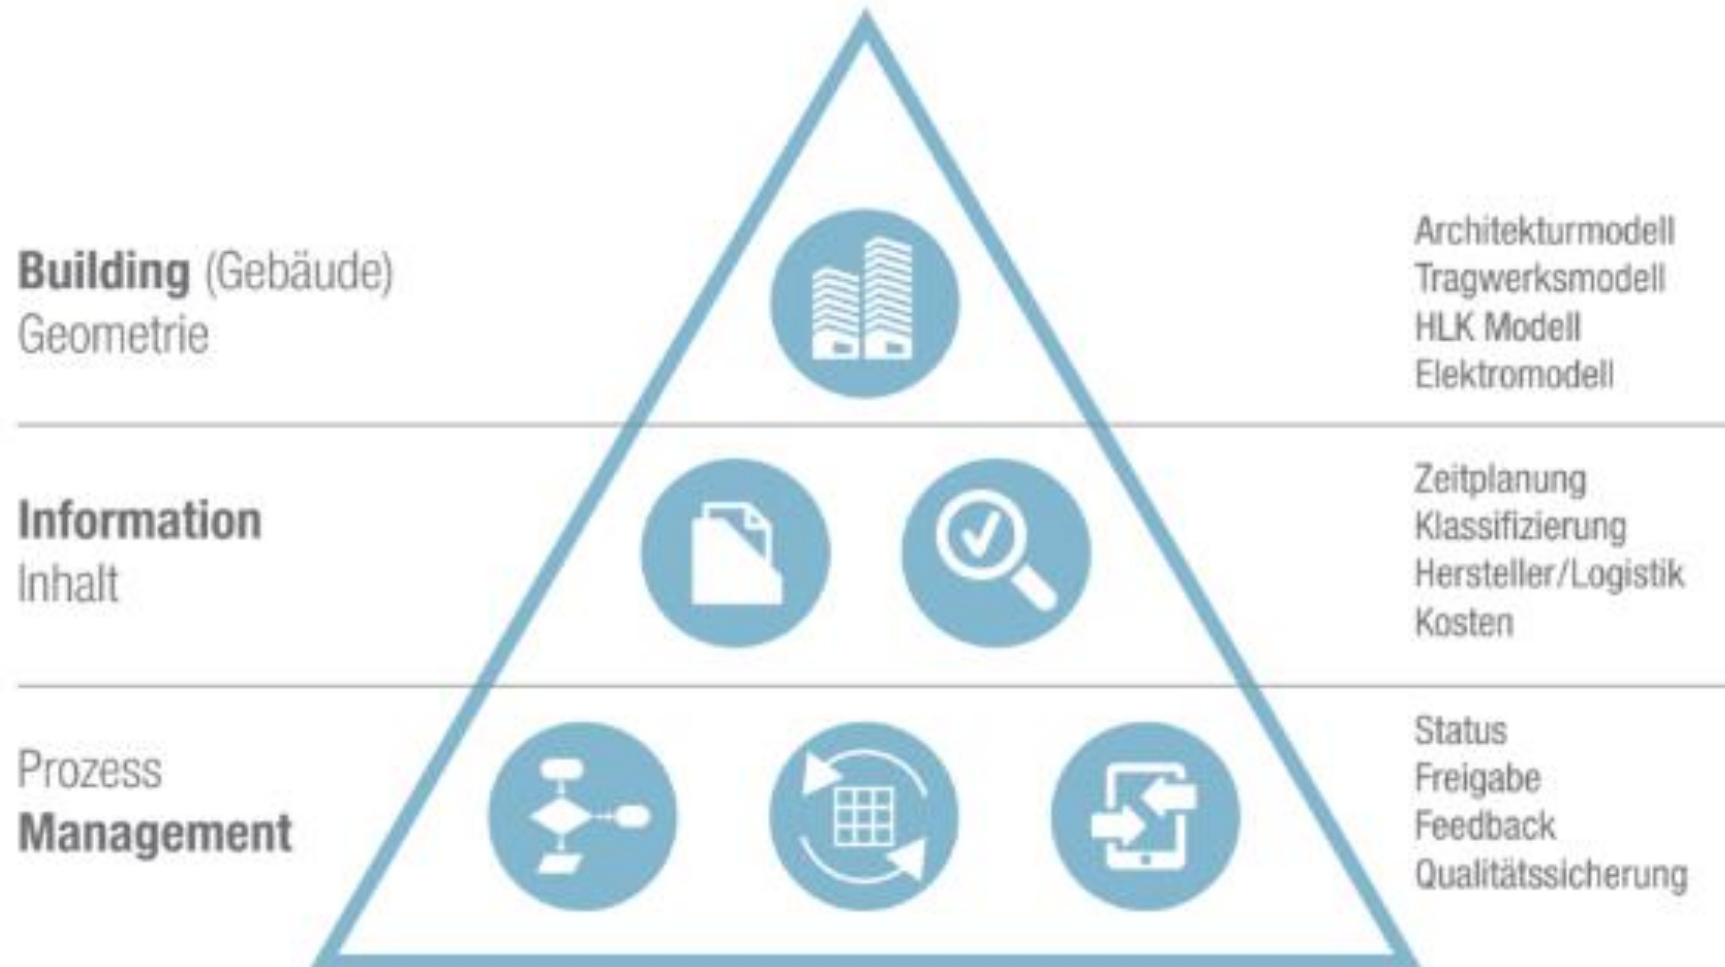 Building (Gebäude)
Geometrie
Architekturmodell
Tragwerksmodell
HLK Modell
Elektromodell
Information
Inhalt
Zeitplanung
Klassifizierung
Hersteller/Logistik
Kosten
Prozess
Management
Status
Freigabe
Feedback
Qualitätssicherung